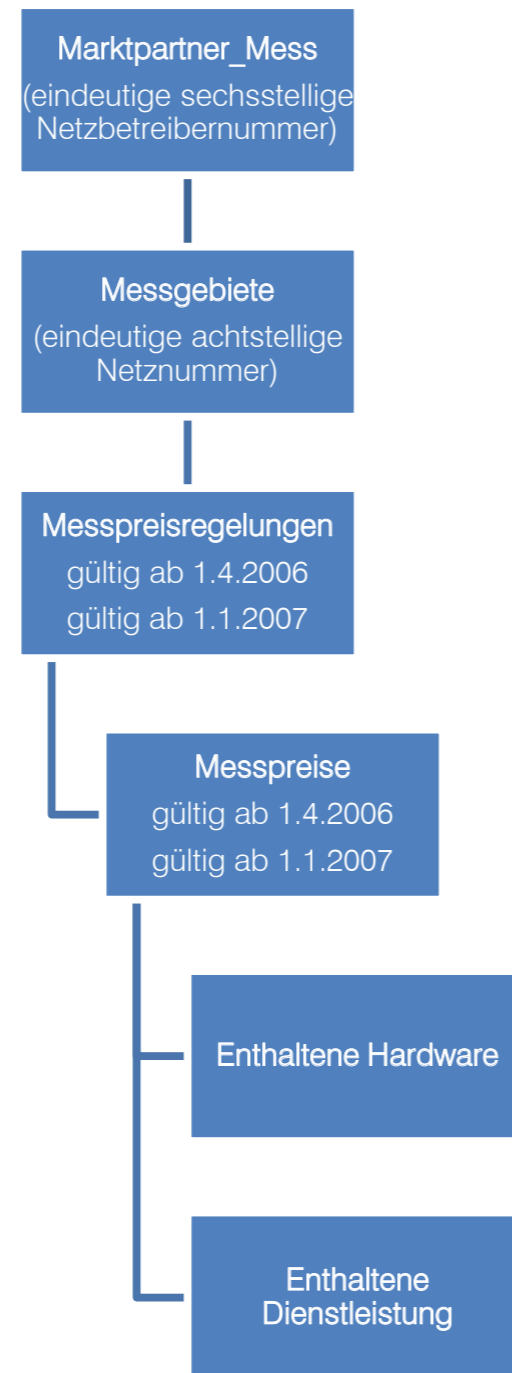 Marktpartner_Mess
(eindeutige sechsstellige
Netzbetreibernummer)
Messgebiete
(eindeutige achtstellige
Netznummer)
Messpreisregelungen
gültig ab 1.4.2006
gültig ab 1.1.2007
Messpreise
gültig ab 1.4.2006
gültig ab 1.1.2007
Enthaltene Hardware
Enthaltene
Dienstleistung